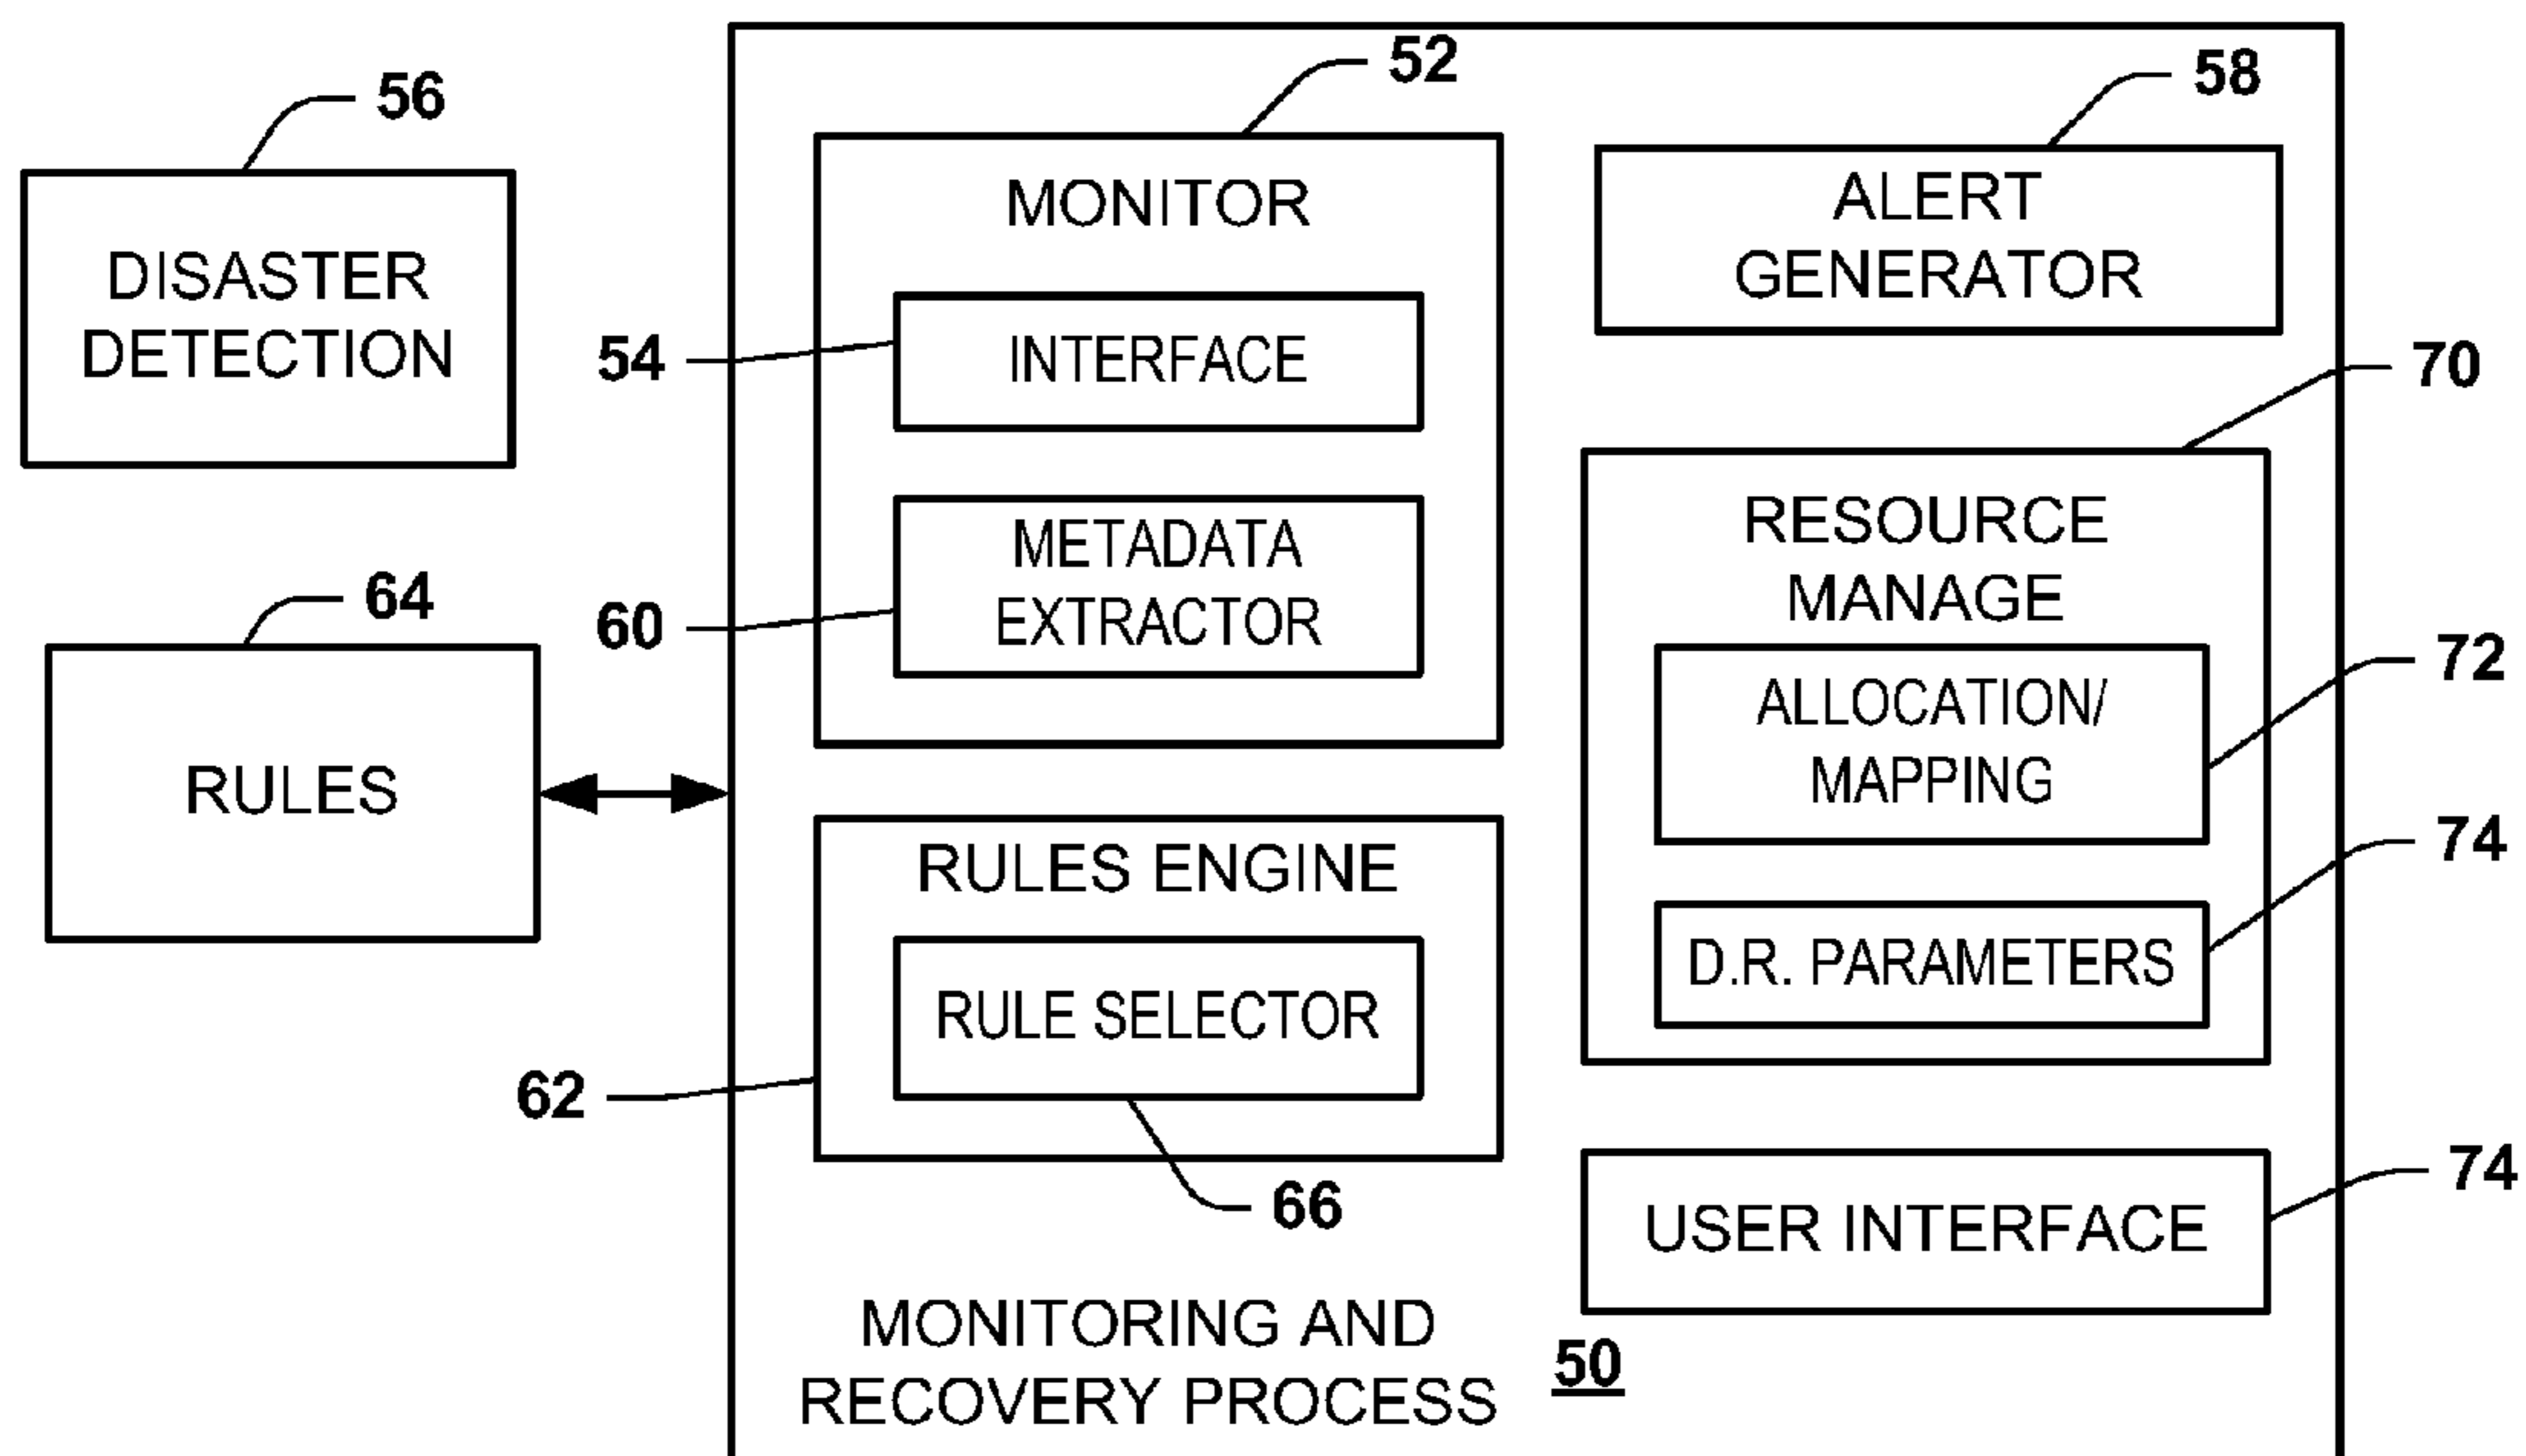 56
DISASTER
DETECTION
64
RULES
52
MONITOR
54
INTERFACE
60
METADATA
EXTRACTOR
62
RULES ENGINE
RULE SELECTOR
66
MONITORING AND
RECOVERY PROCESS
50
58
ALERT
GENERATOR
70
RESOURCE
MANAGE
72
ALLOCATION/
MAPPING
74
D.R. PARAMETERS
74
USER INTERFACE